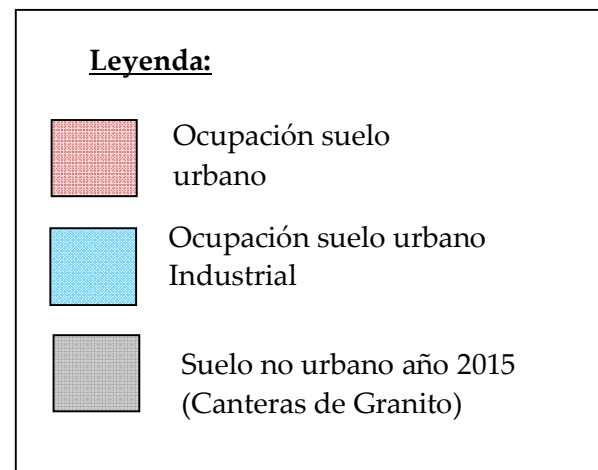 Leyenda:
Ocupación suelo
urbano
Ocupación suelo urbano
Industrial
Suelo no urbano año 2015
(Canteras de Granito)